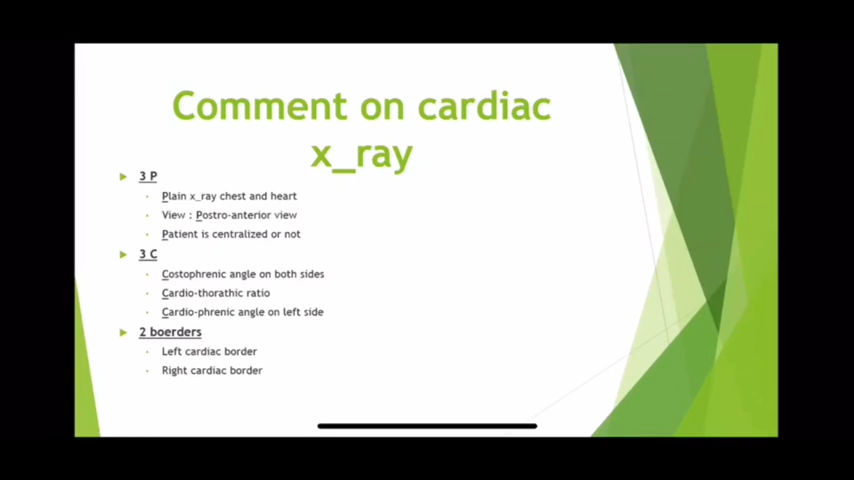 Comment on cardiac
x_ray
3 P
Plain x_ray chest and heart
View : Postro-anterior view
Patient is centralized or not
3 C
Costophrenic angle on both sides
Cardio-thorathic ratio
Cardio-phrenic angle on left side
2 boerders
Left cardiac border
Right cardiac border